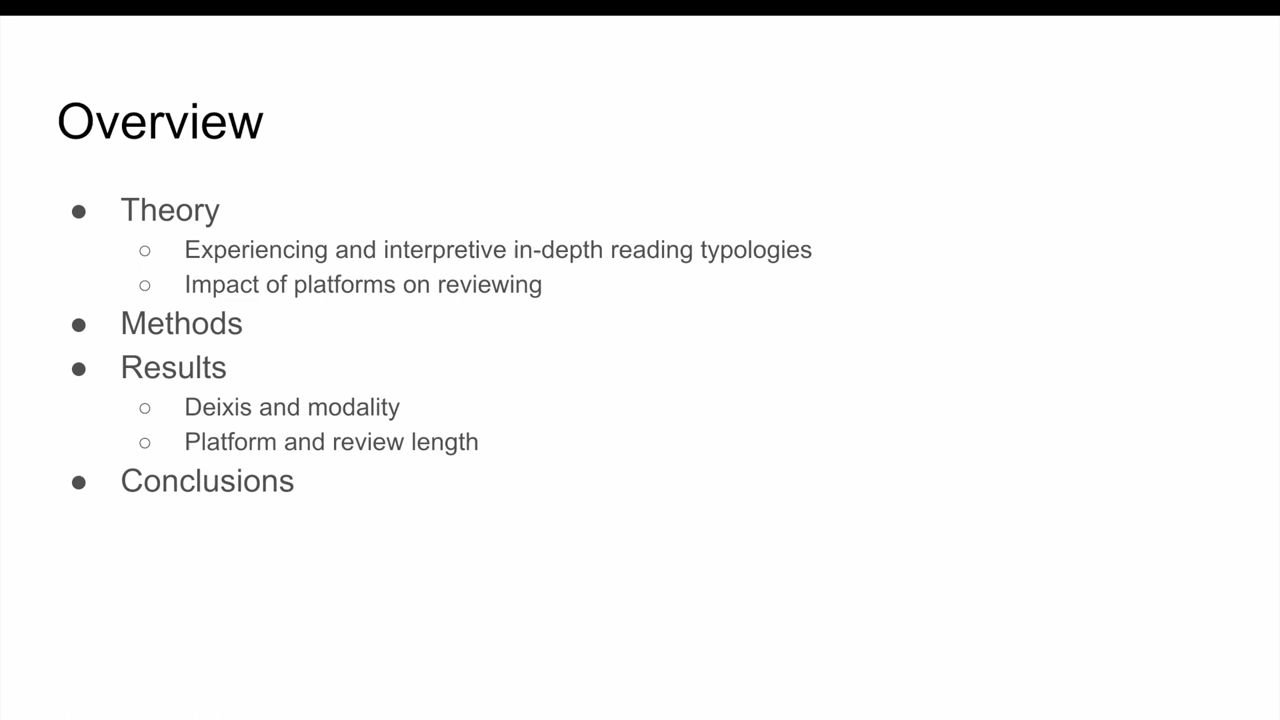 Overview
● Theory
○ Experiencing and interpretive in-depth reading typologies
○ Impact of platforms on reviewing
● Methods
● Results
○ Deixis and modality
○ Platform and review length
● Conclusions